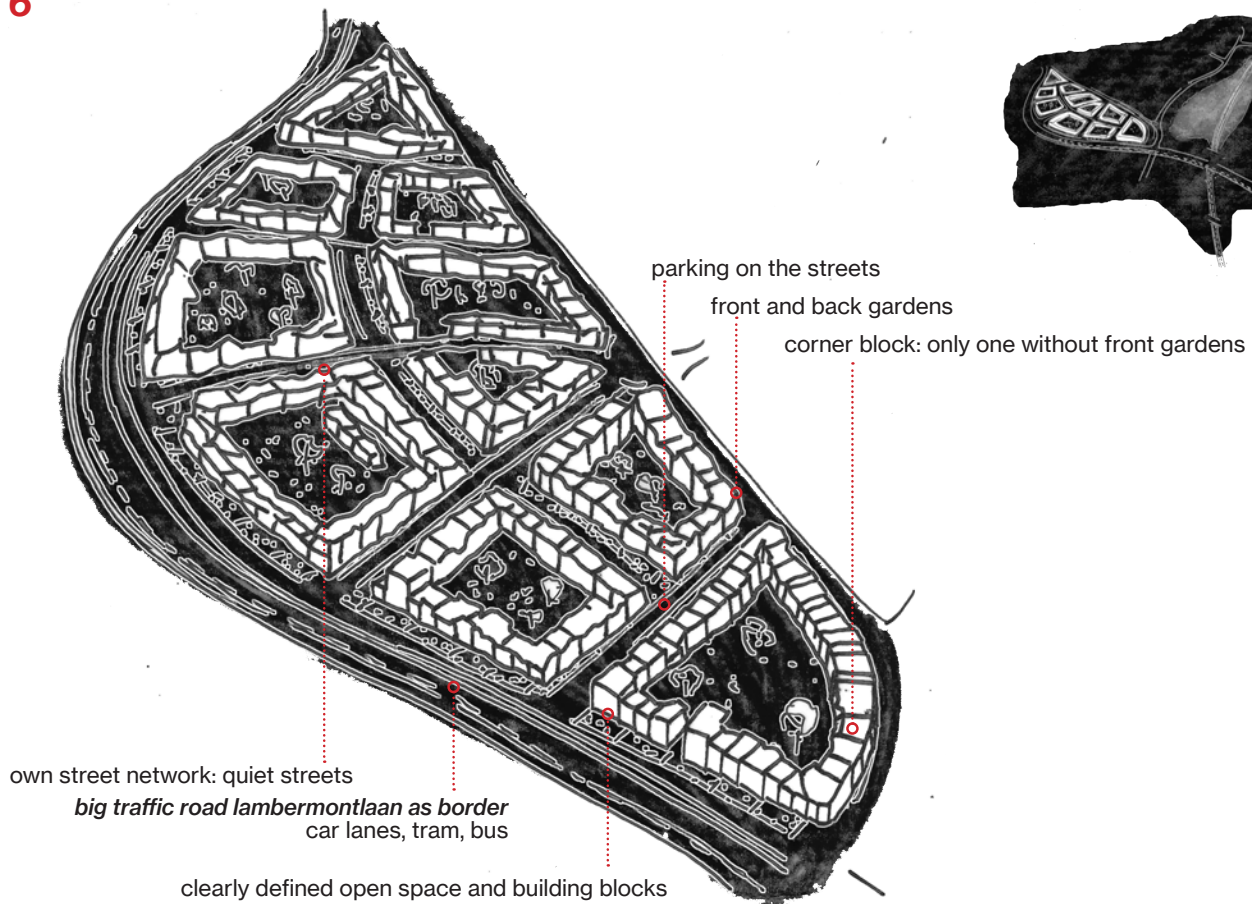 6
parking on the streets
front and back gardens
corner block: only one without front gardens
own street network: quiet streets
big traffic road lambermontlaan as border
car lanes, tram, bus
clearly defined open space and building blocks